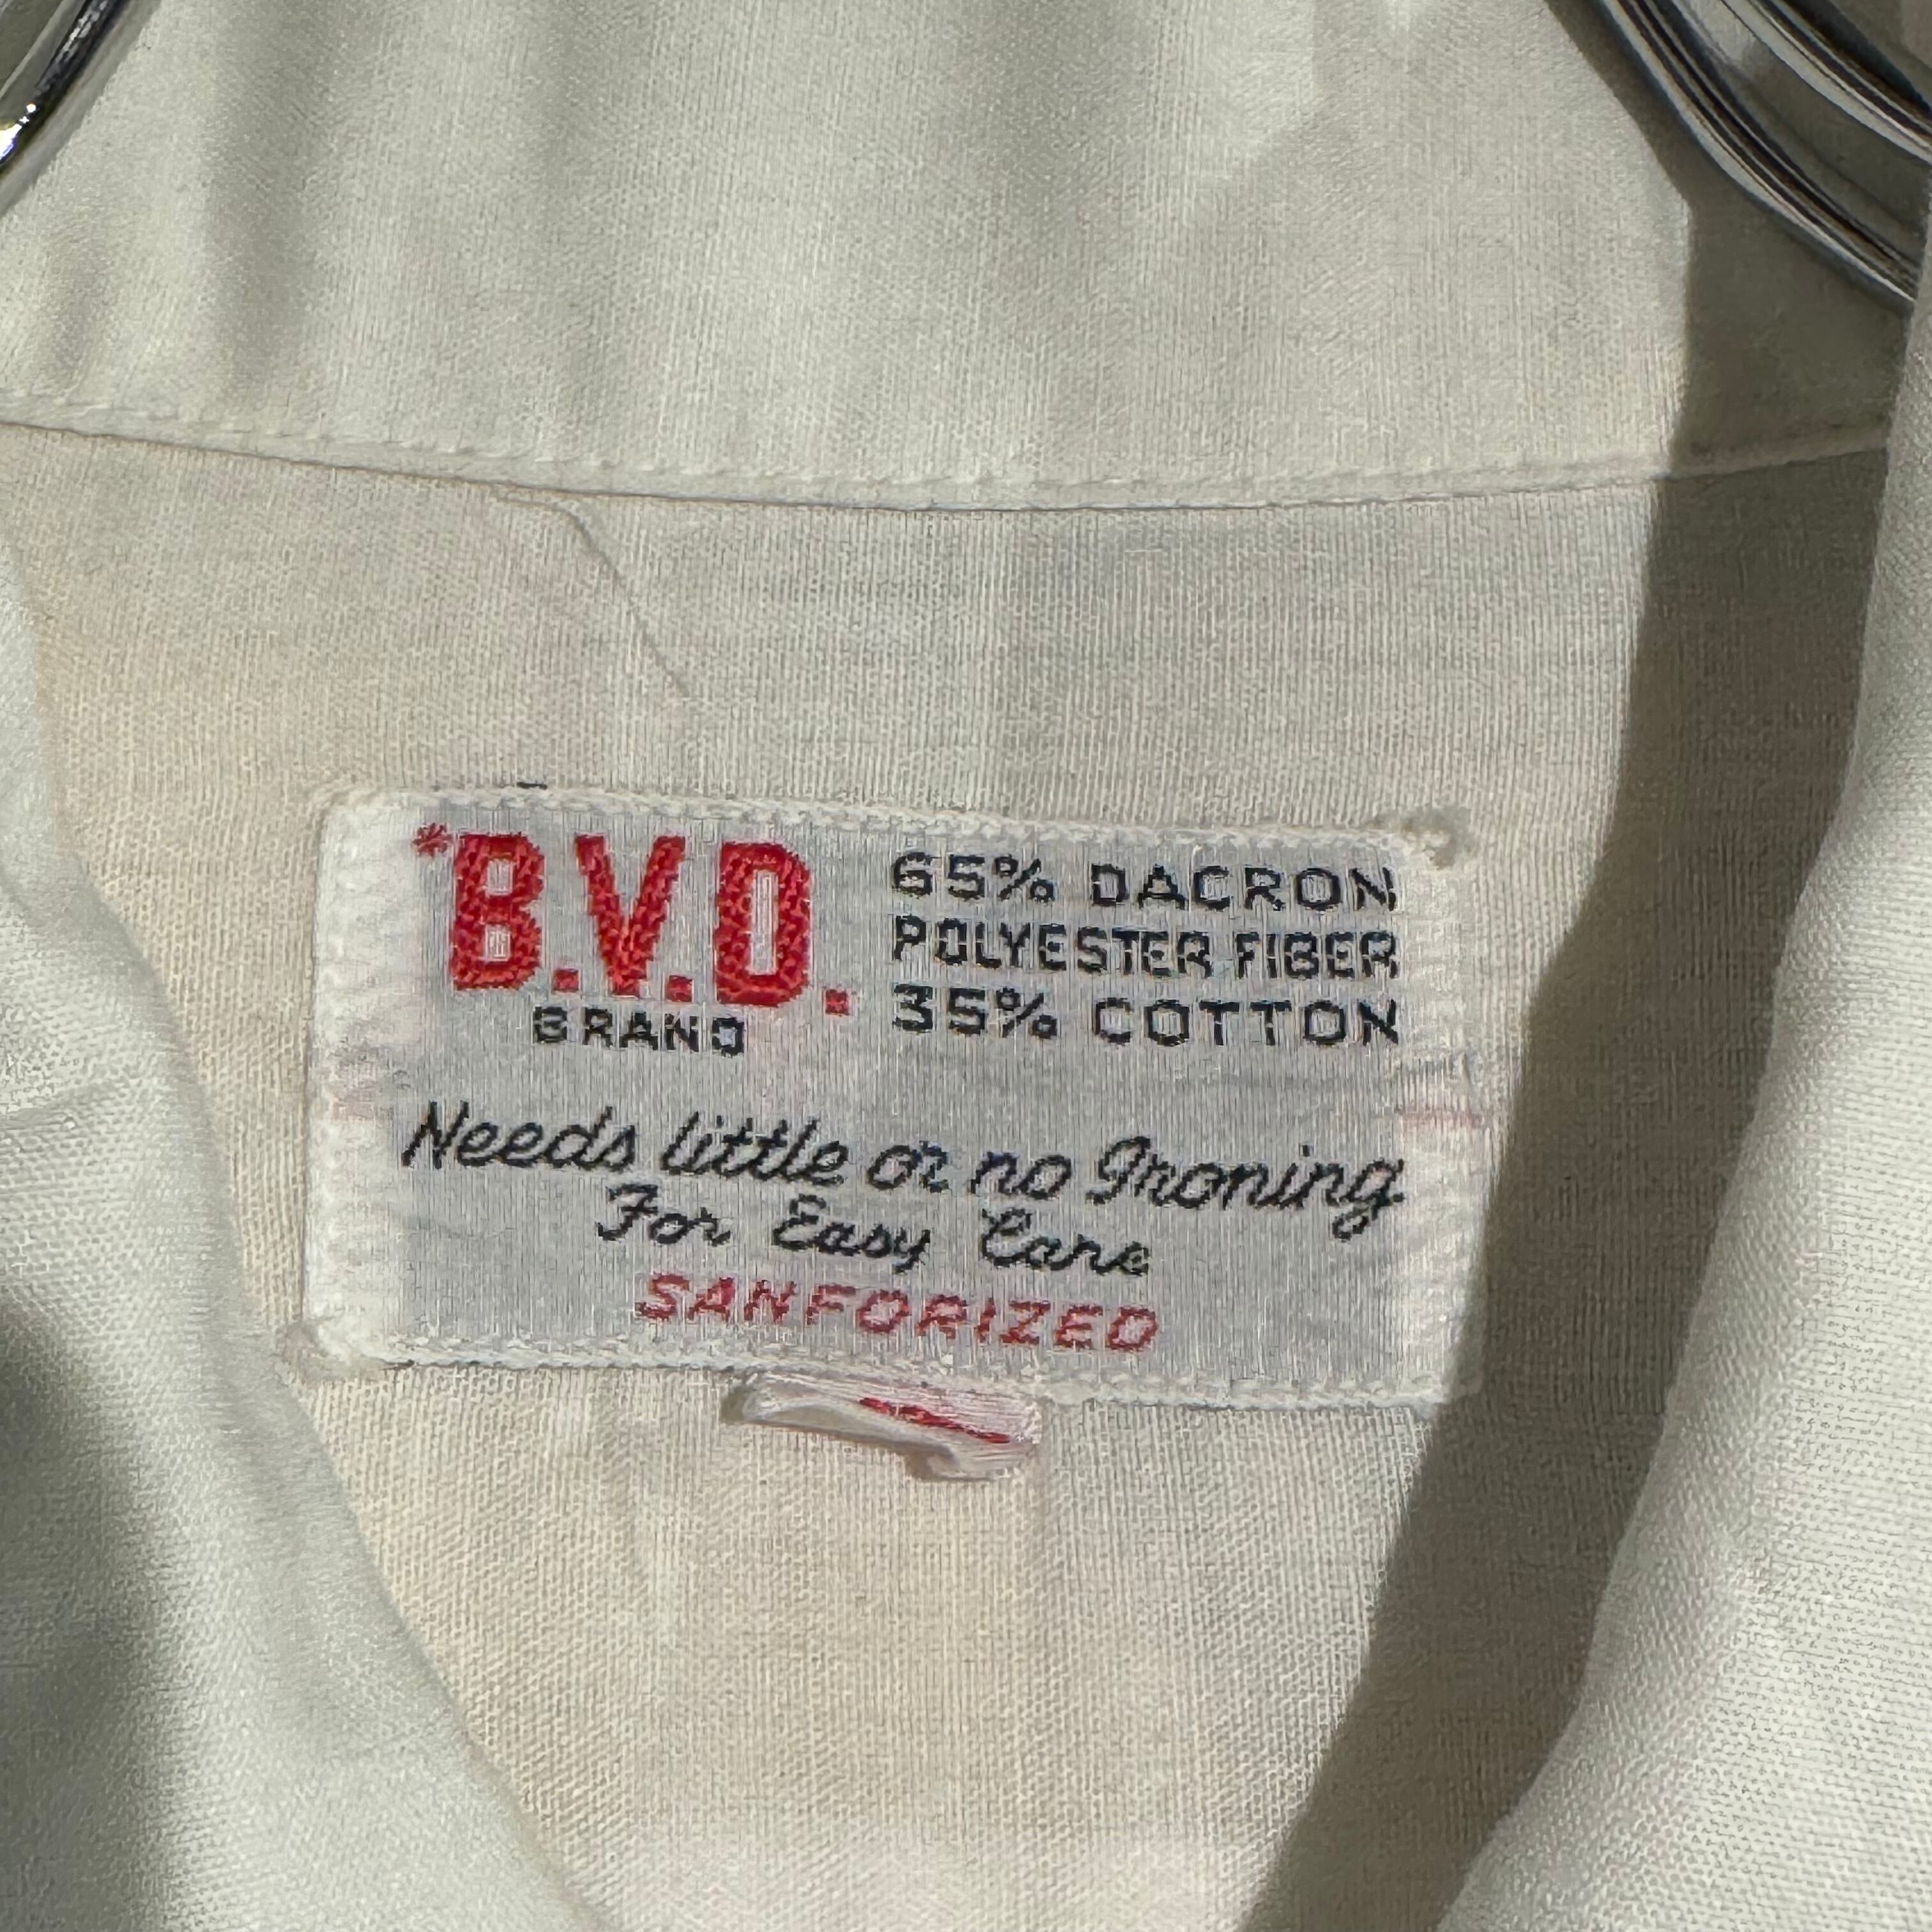 *B.V.D.
BRAND
65% DACRON
POLYESTER FIBER
35% COTTON
Needs little or no Ironing
For Easy Care
SANFORIZED